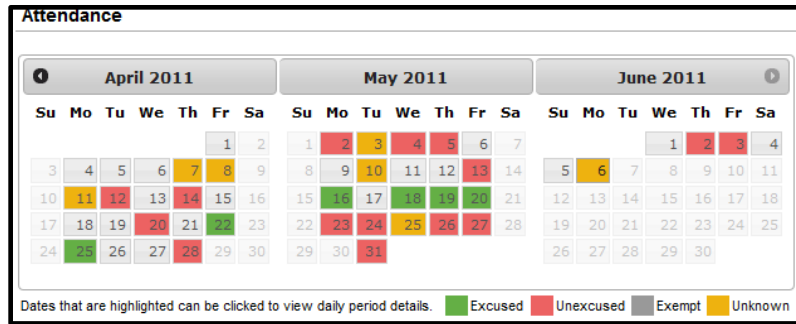 Attendance
April 2011 May 2011 June 2011
Su Mo Tu We Th Fr Sa Su Mo Tu We Th Fr Sa Su Mo Tu We Th Fr Sa
1 2 1 2 3 4 5 6 7 1 2 3 4
3 4 5 6 7 8 9 8 9 10 11 12 13 14 5 6 7 8 9 10 11
10 11 12 13 14 15 16 15 16 17 18 19 20 21 12 13 14 15 16 17 18
17 18 19 20 21 22 23 22 23 24 25 26 27 28 19 20 21 22 23 24 25
24 25 26 27 28 29 30 29 30 31 26 27 28 29 30
Dates that are highlighted can be clicked to view daily period details. Excused Unexcused Exempt Unknown